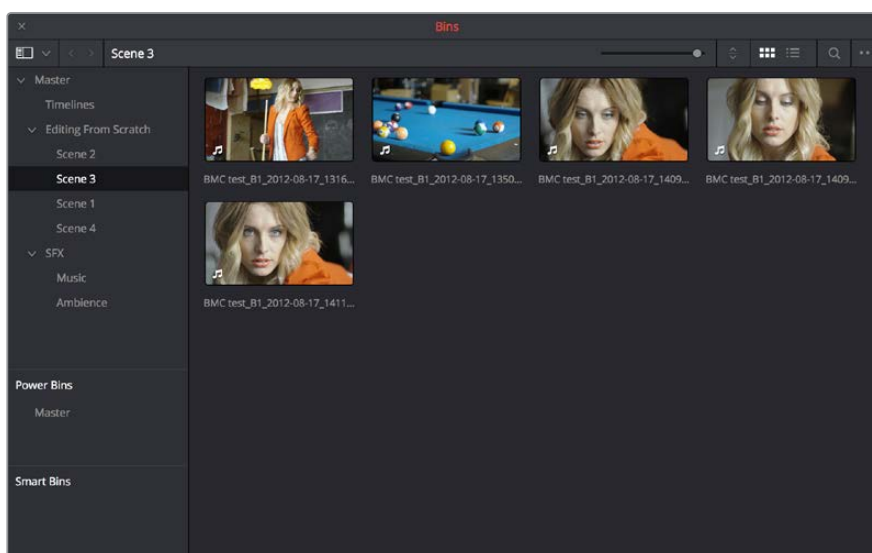 Bins
Scene 3
Master
Timelines
Editing From Scratch
Scene 2
Scene 3
Scene 1
Scene 4
SFX
Music
Ambience
Power Bins
Master
Smart Bins
BMC test_B1_2012-08-17_1316...
BMC test_B1_2012-08-17_1350...
BMC test_B1_2012-08-17_1409...
BMC test_B1_2012-08-17_1409...
BMC test_B1_2012-08-17_1411...